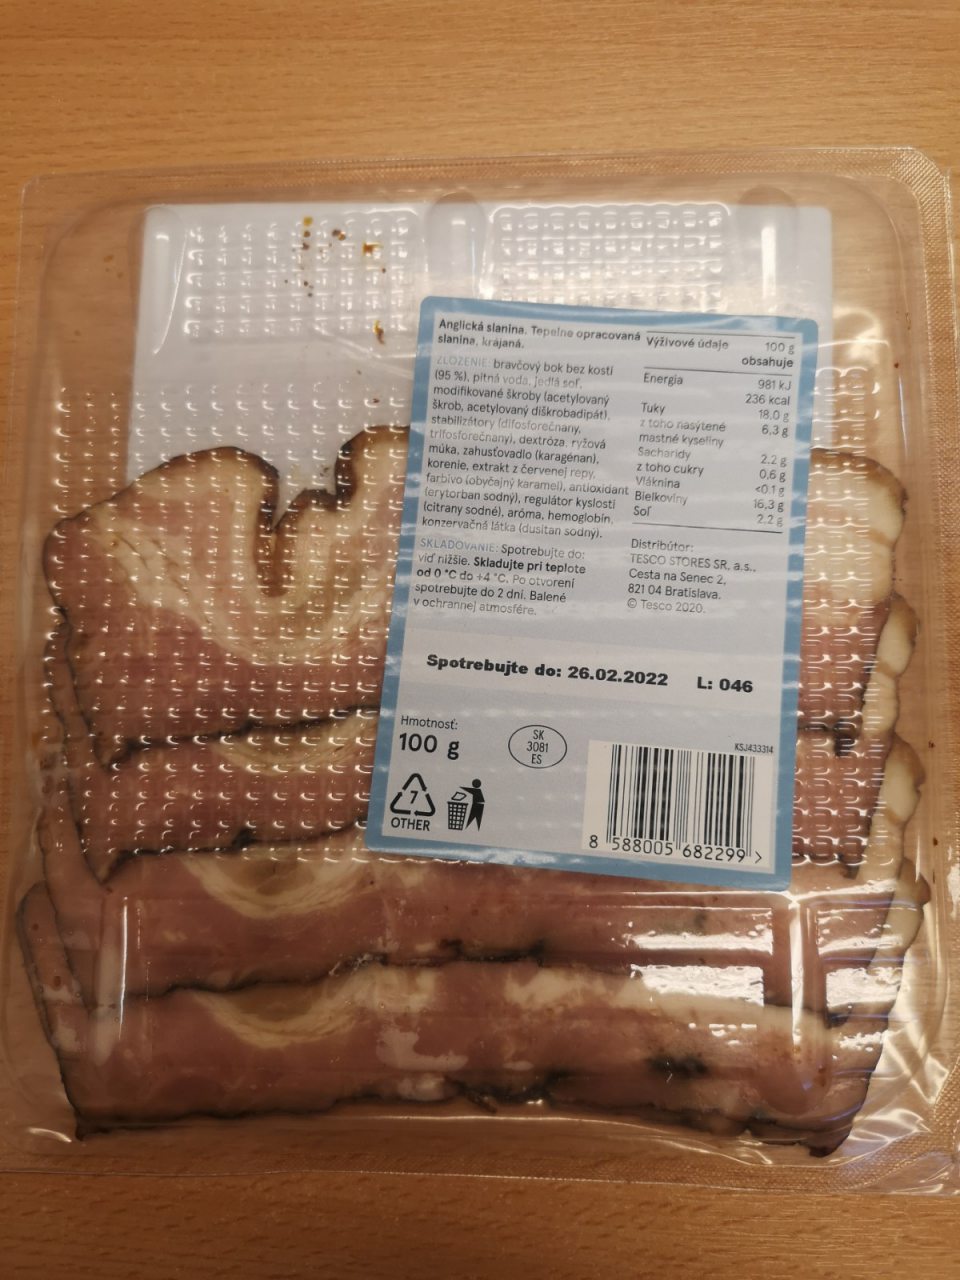 Anglická slanina. Tepelne opracovaná
slanina, krájaná.
ZLOŽENIE: bravčový bok bez kosti
(95 %), pitná voda, jedlá soľ,
modifikované škroby (acetylovaný
škrob, acetylovaný diškrobadipát),
stabilizátory (difosforečnany,
trifosforečnany), dextróza, ryžová
múka, zahusťovadlo (karagénan),
korenie, extrakt z červenej repy,
farbivo (obyčajný karamel), antioxidant
(erytorban sodný), regulátor kyslosti
(citrany sodné), aróma, hemoglobín,
konzervačná látka (dusitan sodný).
SKLADOVANIE: Spotrebujte do:
viď nižšie. Skladujte pri teplote
od 0 °C do +4 °C. Po otvorení
spotrebujte do 2 dní. Balené
v ochrannej atmosfére.
Výživové údaje 100 g
obsahuje
Energia 981 kJ
236 kcal
Tuky 18,0 g
z toho nasýtené 6,3 g
mastné kyseliny
Sacharidy 2,2 g
z toho cukry 0,6 g
Vláknina <0,1 g
Bielkoviny 16,3 g
Soľ 2,2 g
Distribútor:
TESCO STORES SR, a.s.,
Cesta na Senec 2,
821 04 Bratislava.
© Tesco 2020.
Spotrebujte do: 26.02.2022 L: 046
Hmotnosť:
100 g
SK
3081
ES
KSJ433314
7
OTHER
8 588005 682299 >